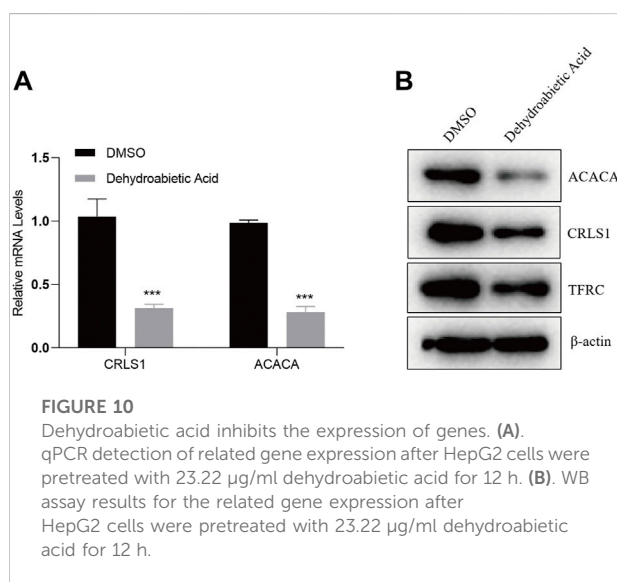 A
Relative mRNA Levels
1.5
1.0
0.5
0.0
DMSO
Dehydroabietic Acid
***
***
CRLS1
ACACA
B
DMSO
Dehydroabietic Acid
ACACA
CRLS1
TFRC
β-actin
FIGURE 10
Dehydroabietic acid inhibits the expression of genes. (A).
qPCR detection of related gene expression after HepG2 cells were
pretreated with 23.22 μg/ml dehydroabietic acid for 12 h. (B). WB
assay results for the related gene expression after
HepG2 cells were pretreated with 23.22 μg/ml dehydroabietic
acid for 12 h.